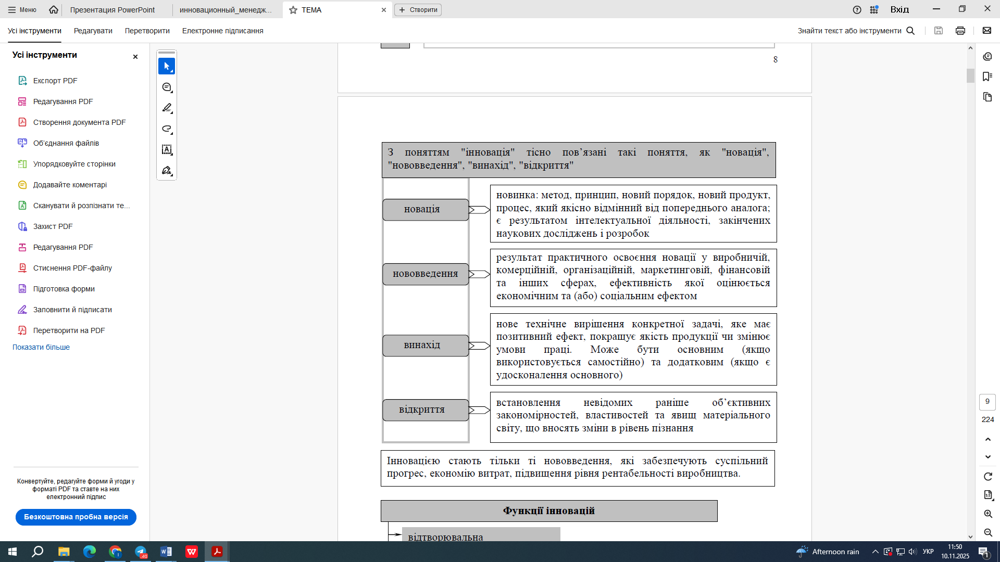 Меню
Презентация PowerPoint
инновационный_менедж...
ТЕМА
Створити
Вхід
Усі інструменти
Редагувати
Перетворити
Електронне підписання
Знайти текст або інструменти
Усі інструменти
Експорт PDF
Редагування PDF
Створення документа PDF
Об'єднання файлів
Упорядковуйте сторінки
Додавайте коментарі
Сканувати й розпізнати те...
Захист PDF
Редагування PDF
Стиснення PDF-файлу
Підготовка форми
Заповнити й підписати
Перетворити на PDF
Показати більше
Конвертуйте, редагуйте форми й угоди у
форматі PDF та ставте на них
електронний підпис
Безкоштовна пробна версія
8
З поняттям "інновація" тісно пов’язані такі поняття, як "новація",
"нововведення", "винахід", "відкриття"
новація
новинка: метод, принцип, новий порядок, новий продукт,
процес, який якісно відмінний від попереднього аналога;
є результатом інтелектуальної діяльності, закінчених
наукових досліджень і розробок
нововведення
результат практичного освоєння новації у виробничій,
комерційній, організаційній, маркетинговій, фінансовій
та інших сферах, ефективність якої оцінюється
економічним та (або) соціальним ефектом
винахід
нове технічне вирішення конкретної задачі, яке має
позитивний ефект, покращує якість продукції чи змінює
умови праці. Може бути основним (якщо
використовується самостійно) та додатковим (якщо є
удосконалення основного)
відкриття
встановлення невідомих раніше об’єктивних
закономірностей, властивостей та явищ матеріального
світу, що вносять зміни в рівень пізнання
Інновацією стають тільки ті нововведення, які забезпечують суспільний
прогрес, економію витрат, підвищення рівня рентабельності виробництва.
Функції інновацій
відтворювальна
9
224
.40
Afternoon rain
УКР
11:50
10.11.2025
1